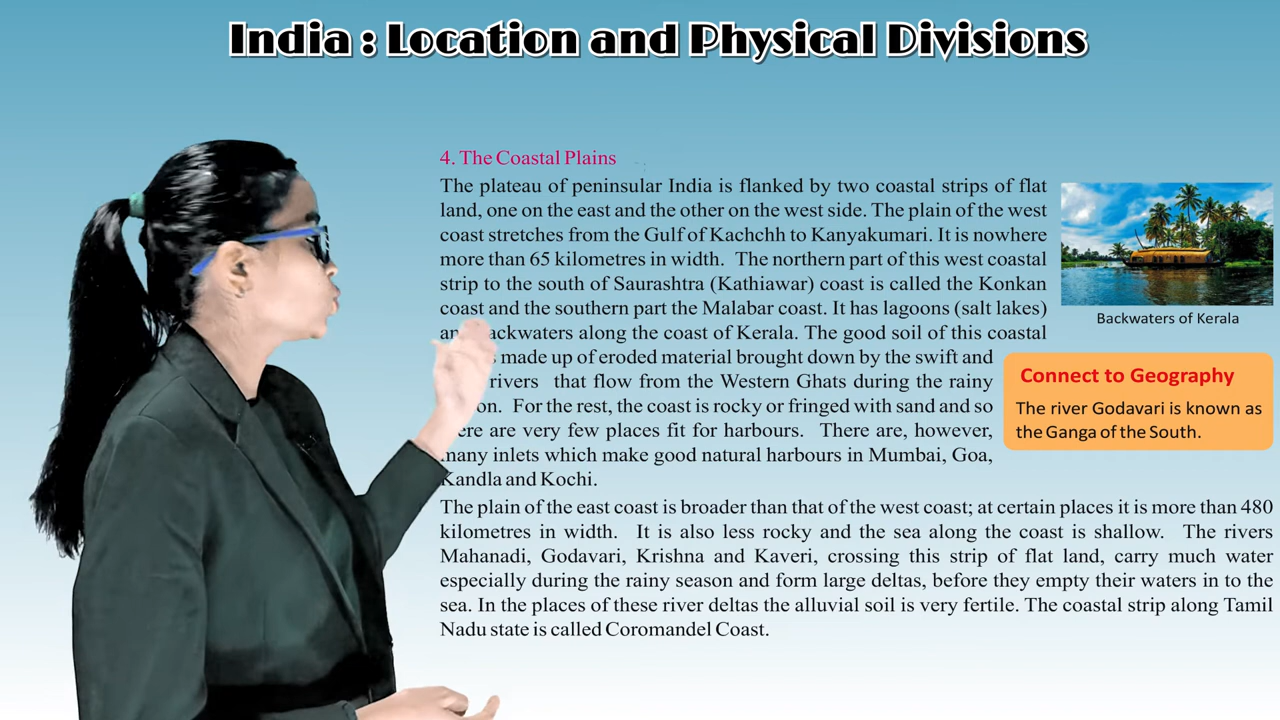 India : Location and Physical Divisions
4. The Coastal Plains
The plateau of peninsular India is flanked by two coastal strips of flat
land, one on the east and the other on the west side. The plain of the west
coast stretches from the Gulf of Kachchh to Kanyakumari. It is nowhere
more than 65 kilometres in width. The northern part of this west coastal
strip to the south of Saurashtra (Kathiawar) coast is called the Konkan
coast and the southern part the Malabar coast. It has lagoons (salt lakes)
backwaters along the coast of Kerala. The good soil of this coastal
made up of eroded material brought down by the swift and
rivers that flow from the Western Ghats during the rainy
For the rest, the coast is rocky or fringed with sand and so
are very few places fit for harbours. There are, however,
many inlets which make good natural harbours in Mumbai, Goa,
Kandla and Kochi.
The plain of the east coast is broader than that of the west coast; at certain places it is more than 480
kilometres in width. It is also less rocky and the sea along the coast is shallow. The rivers
Mahanadi, Godavari, Krishna and Kaveri, crossing this strip of flat land, carry much water
especially during the rainy season and form large deltas, before they empty their waters in to the
sea. In the places of these river deltas the alluvial soil is very fertile. The coastal strip along Tamil
Nadu state is called Coromandel Coast.
Backwaters of Kerala
Connect to Geography
The river Godavari is known as
the Ganga of the South.